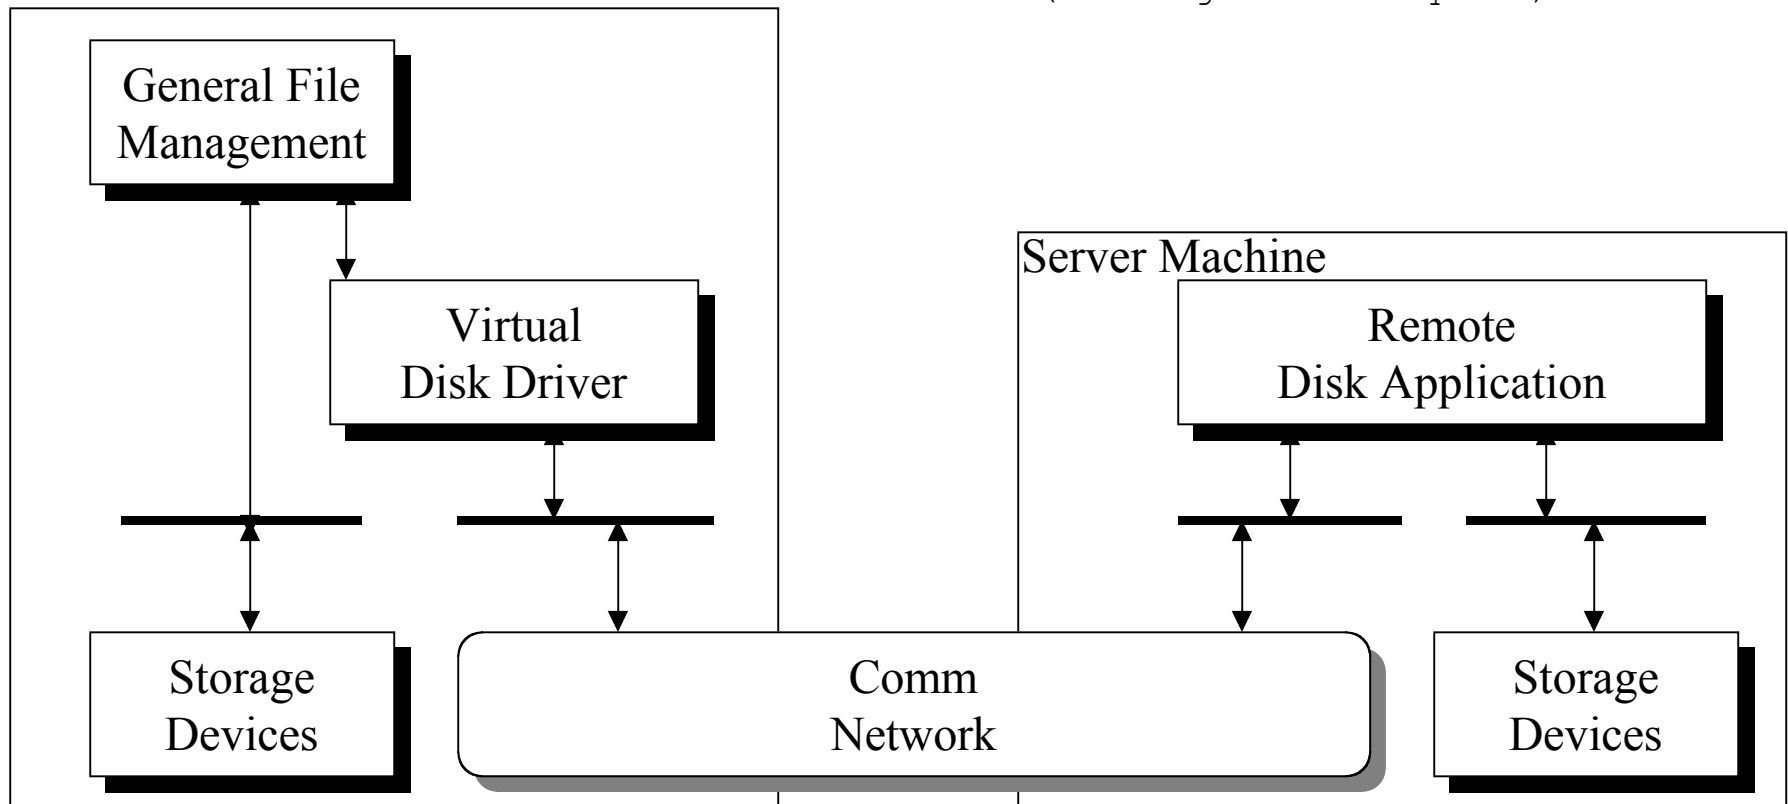 General File
Management
Server Machine
Virtual
Disk Driver
Remote
Disk Application
Storage
Devices
Comm
Network
Storage
Devices